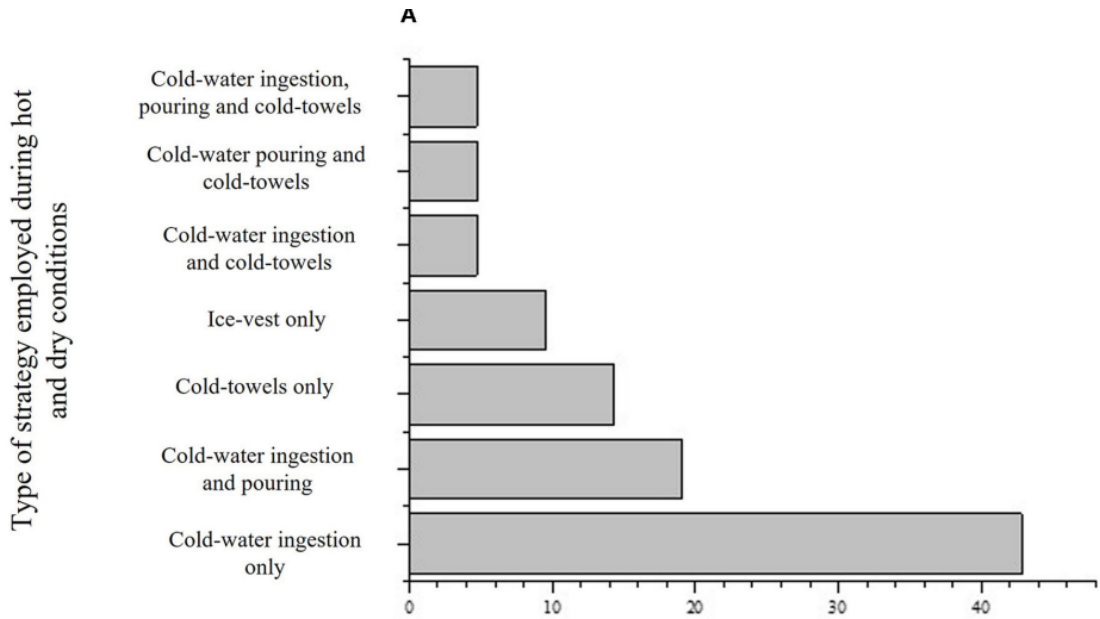 A
Type of strategy employed during hot
and dry conditions
Cold-water ingestion,
pouring and cold-towels
Cold-water pouring and
cold-towels
Cold-water ingestion
and cold-towels
Ice-vest only
Cold-towels only
Cold-water ingestion
and pouring
Cold-water ingestion
only
0 10 20 30 40